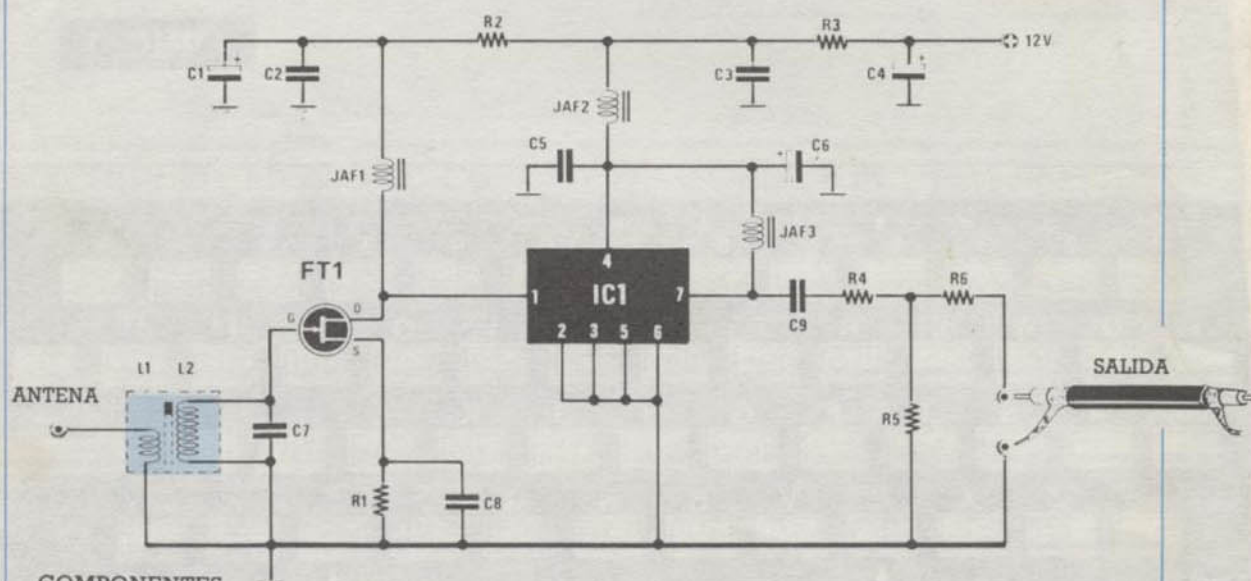 R2
R3
12V
C1
+
C2
C3
C4
+
JAF2
C5
+
C6
JAF1
JAF3
FT1
4
1
IC1
7
R4
R6
G
D
S
2
3
5
6
C9
L1
L2
SALIDA
ANTENA
C7
R5
R1
C8
COMPONENTES